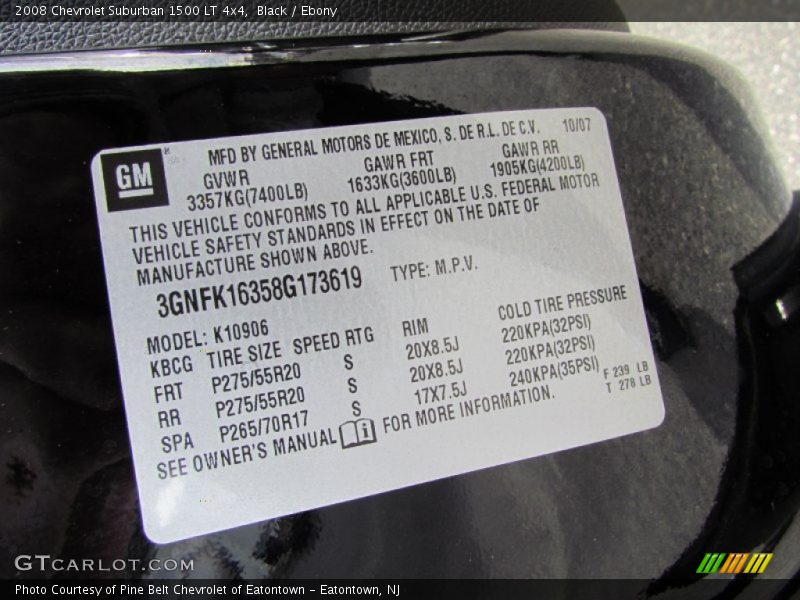 2008 Chevrolet Suburban 1500 LT 4x4, Black / Ebony
GM
MFD BY GENERAL MOTORS DE MEXICO, S. DE R.L. DE C.V. 10/07
GVWR GAWR FRT GAWR RR
3357KG(7400LB) 1633KG(3600LB) 1905KG(4200LB)
THIS VEHICLE CONFORMS TO ALL APPLICABLE U.S. FEDERAL MOTOR
VEHICLE SAFETY STANDARDS IN EFFECT ON THE DATE OF
MANUFACTURE SHOWN ABOVE.
3GNFK16358G173619 TYPE: M.P.V.
MODEL: K10906
KBCG TIRE SIZE SPEED RTG RIM COLD TIRE PRESSURE
FRT P275/55R20 S 20X8.5J 220KPA(32PSI)
RR P275/55R20 S 20X8.5J 220KPA(32PSI)
SPA P265/70R17 S 17X7.5J 240KPA(35PSI)
F 239 LB
T 278 LB
SEE OWNER'S MANUAL i FOR MORE INFORMATION.
GTCARLOT.COM
Photo Courtesy of Pine Belt Chevrolet of Eatontown – Eatontown, NJ